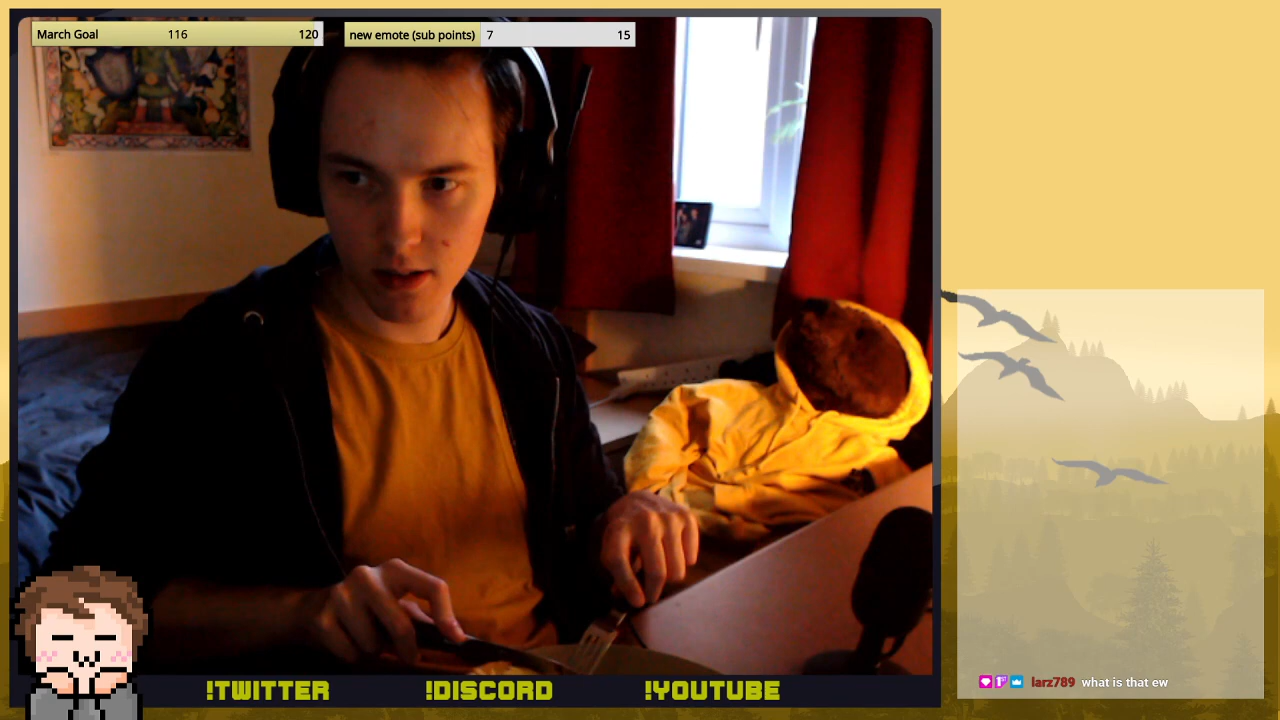 March Goal 116 120
new emote (sub points) 7 15
!TWITTER !DISCORD !YOUTUBE
larz789 what is that ew